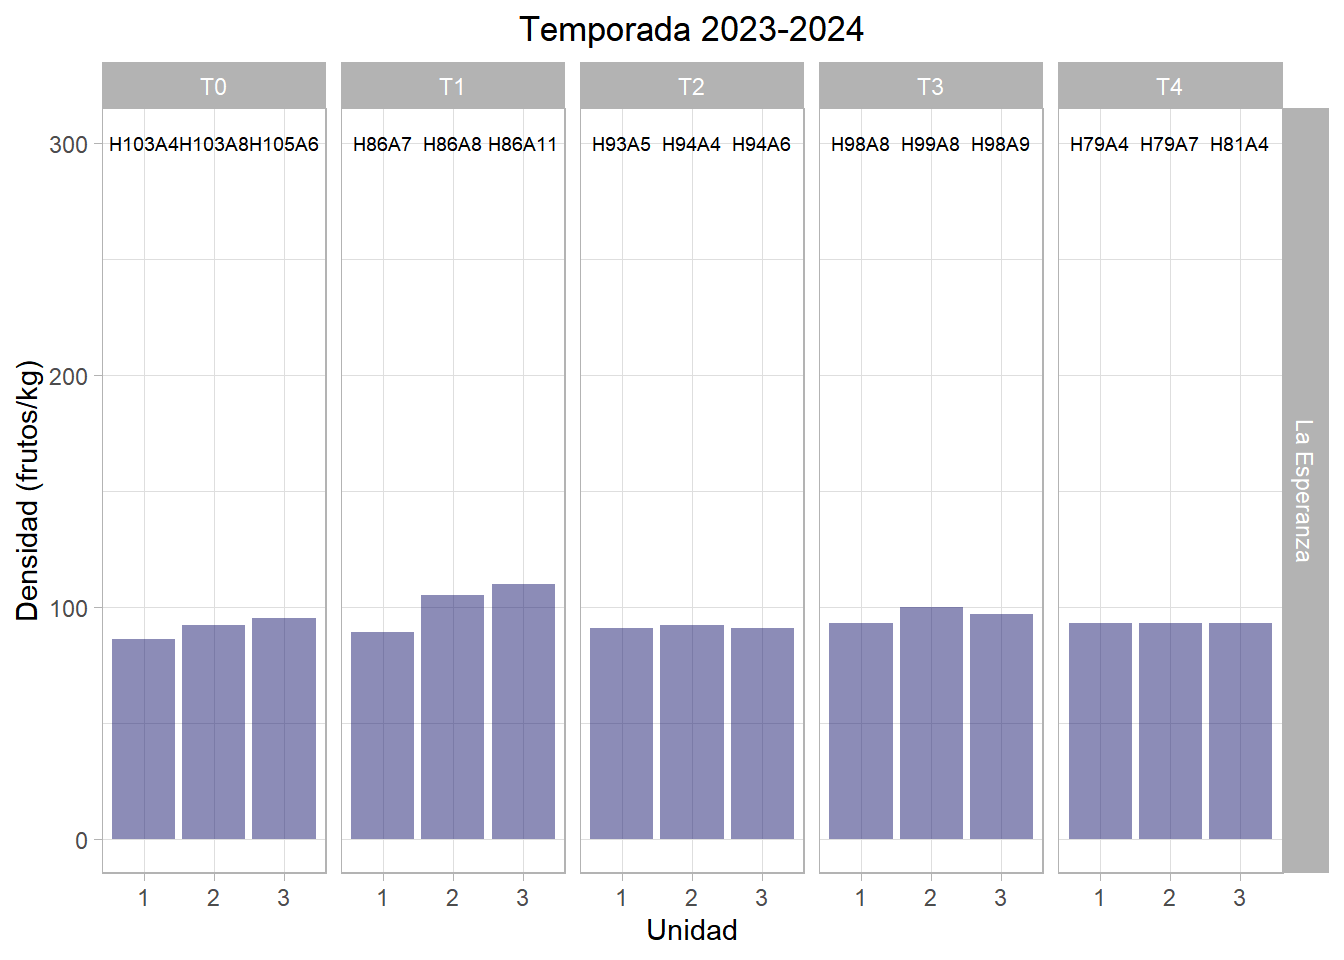 Temporada 2023-2024
T0 T1 T2 T3 T4
H103A4 H103A8 H105A6 H86A7 H86A8 H86A11 H93A5 H94A4 H94A6 H98A8 H99A8 H98A9 H79A4 H79A7 H81A4
300
200
100
0
Densidad (frutos/kg)
La Esperanza
1 2 3 1 2 3 1 2 3 1 2 3 1 2 3
Unidad